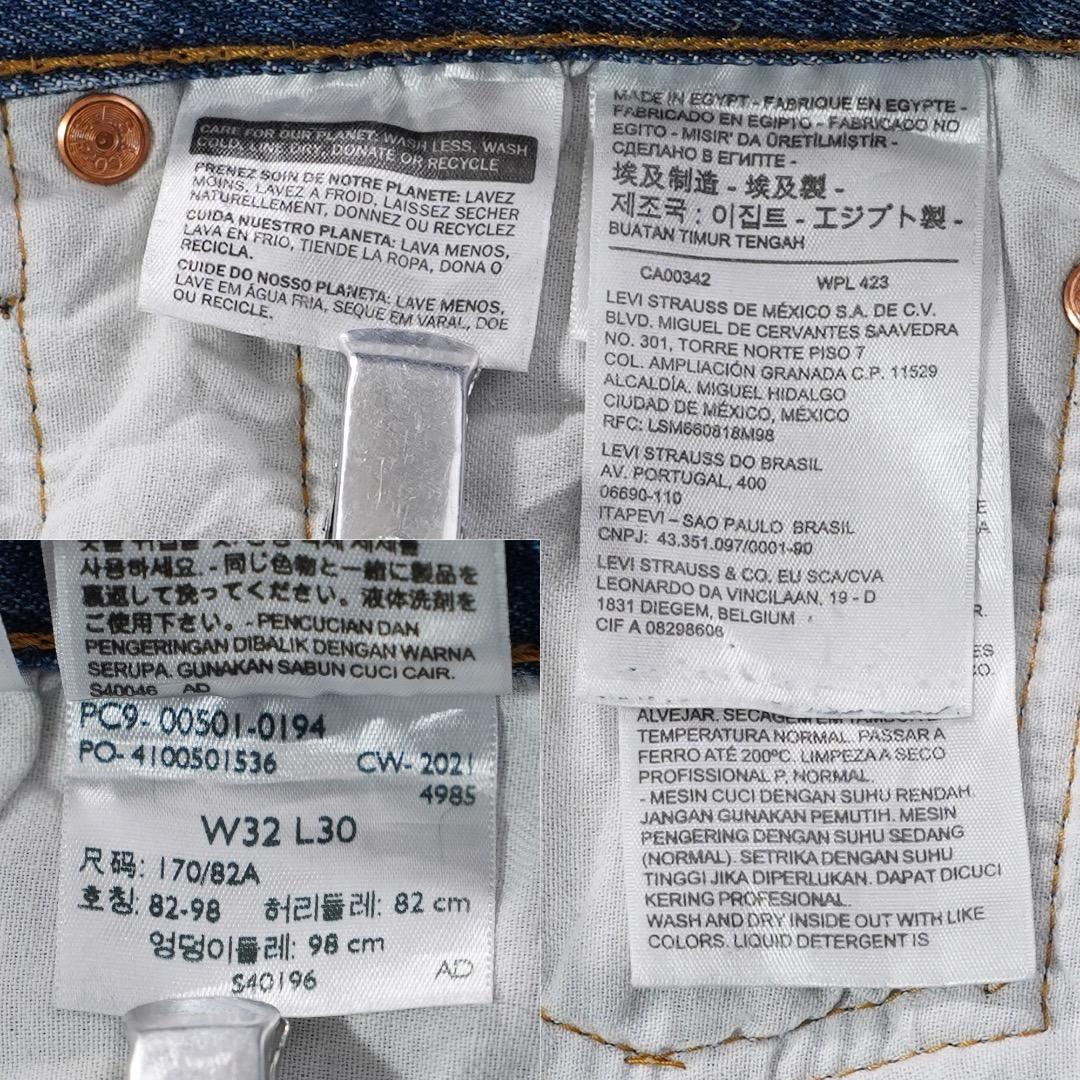 CARE FOR OUR PLANET: WASH LESS, WASH
COLD, LINE DRY, DONATE OR RECYCLE
PRENEZ SOIN DE NOTRE PLANETE: LAVEZ
MOINS, LAVEZ A FROID, LAISSEZ SECHER
NATURELLEMENT, DONNEZ OU RECYCLEZ
CUIDA NUESTRO PLANETA: LAVA MENOS,
LAVA EN FRIO, TIENDE LA ROPA, DONA O
RECICLA.
CUIDE DO NOSSO PLANETA: LAVE MENOS,
LAVE EM ÁGUA FRIA, SEQUE EM VARAL, DOE
OU RECICLE.
MADE IN EGYPT - FABRIQUE EN EGYPTE -
FABRICADO EN EGIPTO - FABRICADO NO
EGITO - MISIR' DA ÜRETILMIŞTIR -
СДЕЛАНО В ЕГИПТЕ -
埃及制造 - 埃及製 -
제조국 : 이집트 - エジプト製 -
BUATAN TIMUR TENGAH
CA00342 WPL 423
LEVI STRAUSS DE MÉXICO S.A. DE C.V.
BLVD. MIGUEL DE CERVANTES SAAVEDRA
NO. 301, TORRE NORTE PISO 7
COL. AMPLIACIÓN GRANADA C.P. 11529
ALCALDÍA. MIGUEL HIDALGO
CIUDAD DE MÉXICO, MÉXICO
RFC: LSM660818M98
LEVI STRAUSS DO BRASIL
AV. PORTUGAL, 400
06690-110
ITAPEVI – SAO PAULO BRASIL
CNPJ: 43.351.097/0001-90
LEVI STRAUSS & CO. EU SCA/CVA
LEONARDO DA VINCILAAN, 19 - D
1831 DIEGEM, BELGIUM
CIF A 08298606
ALVEJAR. SECAGEM EM TAMBOR E
TEMPERATURA NORMAL. PASSAR A
FERRO ATÉ 200ºC. LIMPEZA A SECO
PROFISSIONAL P, NORMAL.
- MESIN CUCI DENGAN SUHU RENDAH.
JANGAN GUNAKAN PEMUTIH. MESIN
PENGERING DENGAN SUHU SEDANG
(NORMAL). SETRIKA DENGAN SUHU
TINGGI JIKA DIPERLUKAN. DAPAT DICUCI
KERING PROFESIONAL.
WASH AND DRY INSIDE OUT WITH LIKE
COLORS. LIQUID DETERGENT IS
사용하세요. - 同じ色物と一緒に製品を
裏返して洗ってください。液体洗剤を
ご使用下さい。- PENCUCIAN DAN
PENGERINGAN DIBALIK DENGAN WARNA
SERUPA. GUNAKAN SABUN CUCI CAIR.
S40046 AD
PC9- 00501-0194
PO- 4100501536 CW- 2021
4985
W32 L30
尺码: 170/82A
호칭: 82-98 허리둘레: 82 cm
엉덩이둘레: 98 cm
S40196 AD